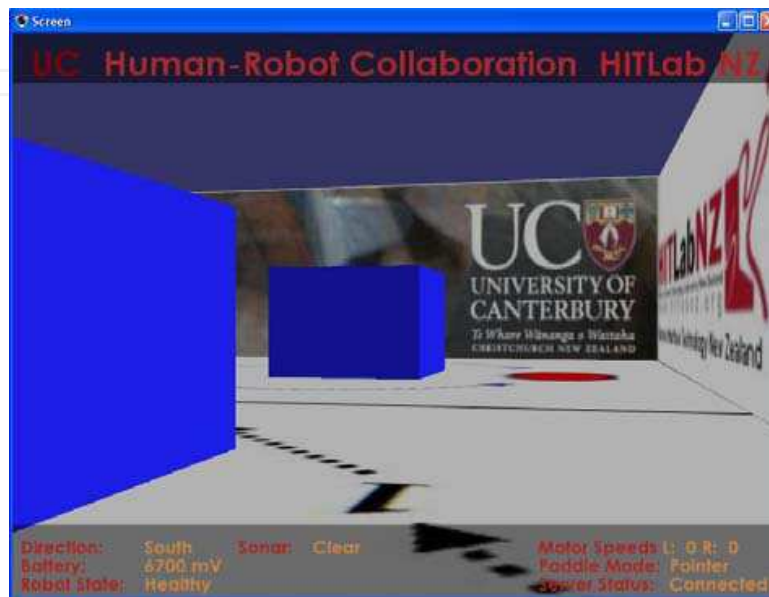 Screen
UC Human-Robot Collaboration HITLab NZ
UC
UNIVERSITY OF
CANTERBURY
Te Whare Wānanga o Waitaha
CHRISTCHURCH NEW ZEALAND
HITLabNZ
Technology New Zealand
I
Direction: South Sonar: Clear
Battery: 6700 mV
Robot State: Healthy
Motor Speeds L: 0 R: 0
Paddle Mode: Pointer
Server Status: Connected